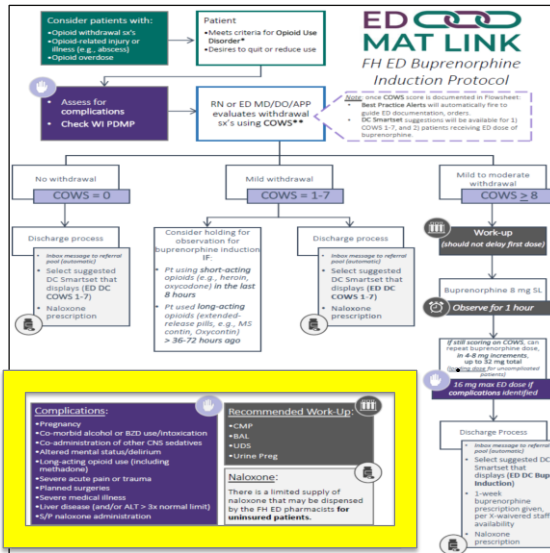 Consider patients with:
•Opioid withdrawal sx's
•Opioid-related injury or
illness (e.g., abscess)
•Opioid overdose
Patient
•Meets criteria for Opioid Use
Disorder*
•Desires to quit or reduce use
ED
MAT LINK
FH ED Buprenorphine
Induction Protocol
• Assess for
complications
• Check WI PDMP
RN or ED MD/DO/APP
evaluates withdrawal
sx's using COWS**
Note: once COWS score is documented in Flowsheet:
• Best Practice Alerts will automatically fire to
guide ED documentation, orders.
• DC Smartset suggestions will be available for 1)
COWS 1-7, and 2) patients receiving ED dose of
buprenorphine.
No withdrawal
COWS = 0
Mild withdrawal
COWS = 1-7
Mild to moderate
withdrawal
COWS ≥ 8
Discharge process
• Inbox message to referral
pool (automatic)
• Select suggested
DC Smartset that
displays (ED DC
COWS 1-7)
• Naloxone
prescription
Consider holding for
observation for
buprenorphine induction
IF:
• Pt using short-acting
opioids (e.g., heroin,
oxycodone) in the last
8 hours
• Pt used long-acting
opioids (extended-
release pills, e.g., MS
contin, Oxycontin)
> 36-72 hours ago
Discharge process
• Inbox message to referral
pool (automatic)
• Select suggested
DC Smartset that
displays (ED DC
COWS 1-7)
• Naloxone
prescription
Work-up
(should not delay first dose)
Buprenorphine 8 mg SL
Observe for 1 hour
If still scoring on COWS, can
repeat buprenorphine dose,
in 4-8 mg increments,
up to 32 mg total
dose for uncomplicated
patients)
16 mg max ED dose if
complications identified
Discharge Process
• Inbox message to referral
pool (automatic)
• Select suggested DC
Smartset that
displays (ED DC Bup
Induction)
• 1-week
buprenorphine
prescription given,
per X-waivered staff
availability
• Naloxone
prescription
Complications:
• Pregnancy
• Co-morbid alcohol or BZD use/intoxication
• Co-administration of other CNS sedatives
• Altered mental status/delirium
• Long-acting opioid use (including
methadone)
• Severe acute pain or trauma
• Planned surgeries
• Severe medical illness
• Liver disease (and/or ALT > 3x normal limit)
• S/P naloxone administration
Recommended Work-Up:
• CMP
• BAL
• UDS
• Urine Preg
Naloxone:
There is a limited supply of
naloxone that may be dispensed
by the FH ED pharmacists for
uninsured patients.